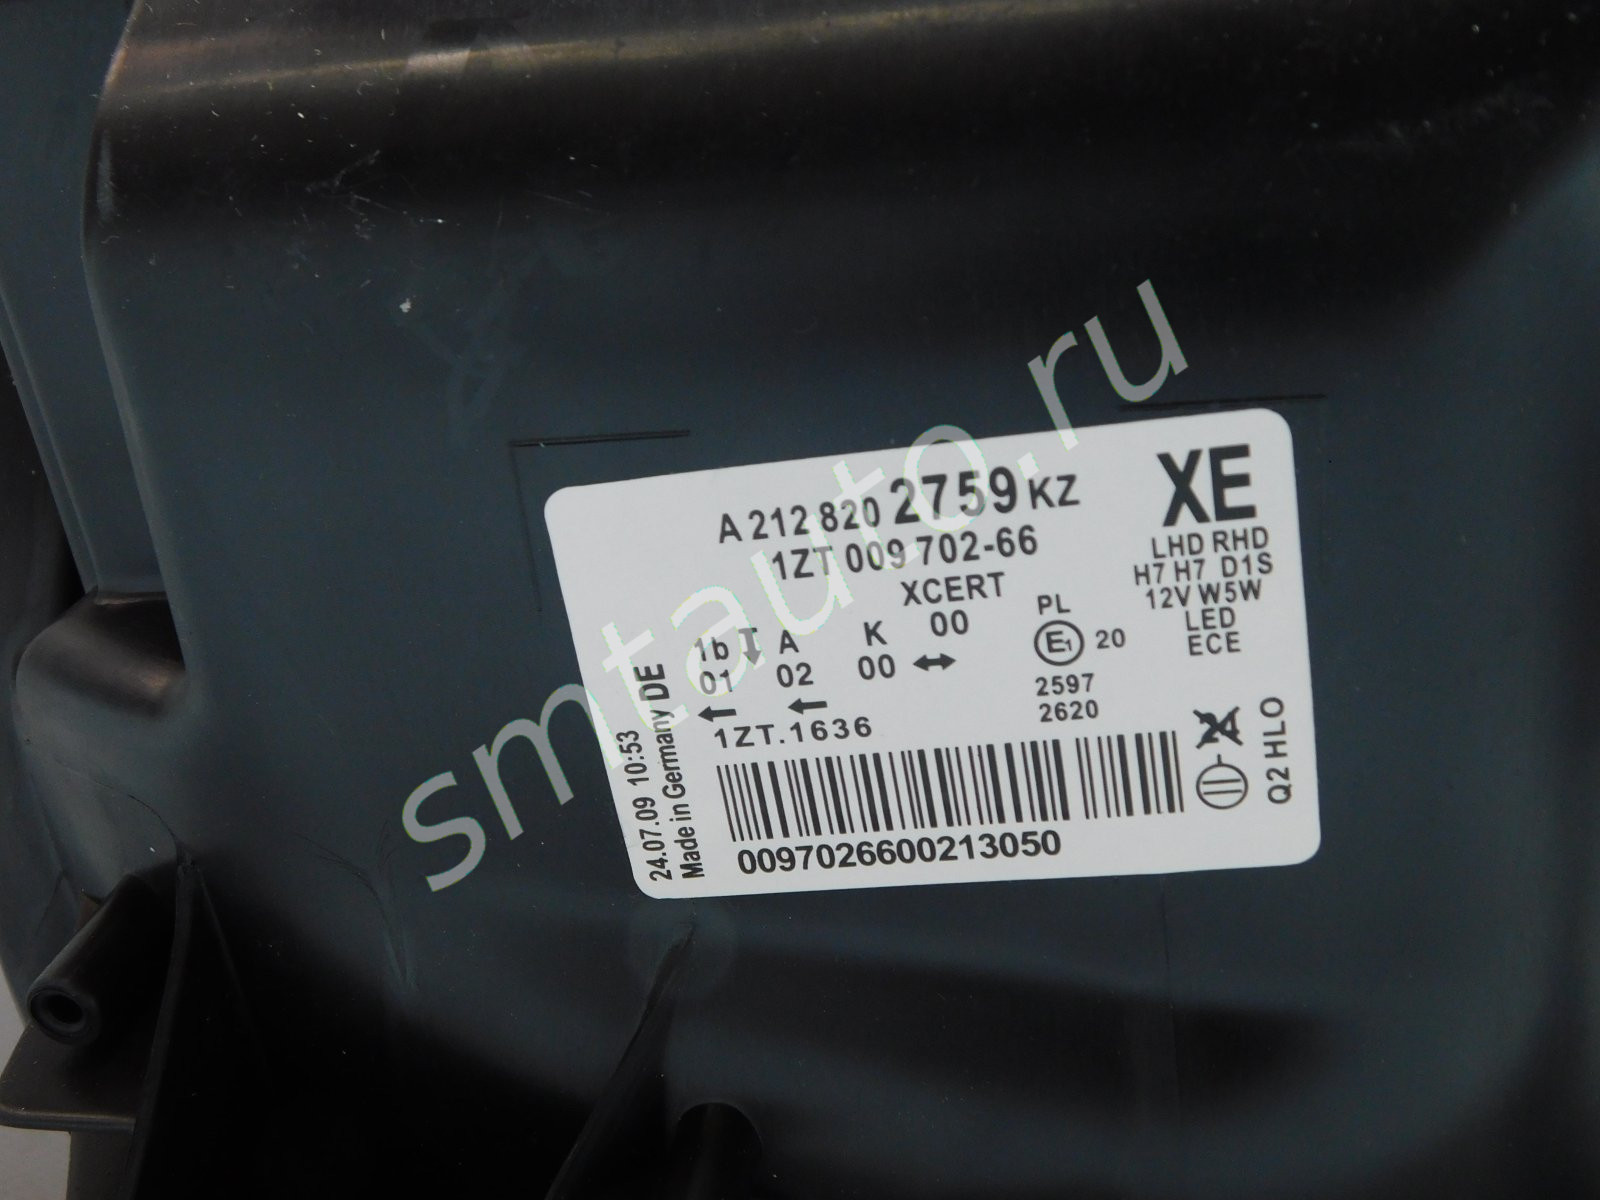 A 212 820 2759 KZ
1ZT 009 702-66
XCERT
XE
LHD RHD
H7 H7 D1S
12V W5W
LED
ECE
1b A K 00
01 02 00
PL
E1 20
2597
2620
1ZT.1636
24.07.09 10:53
Made in Germany DE
0097026600213050
Q2 HLO
smtauto.ru